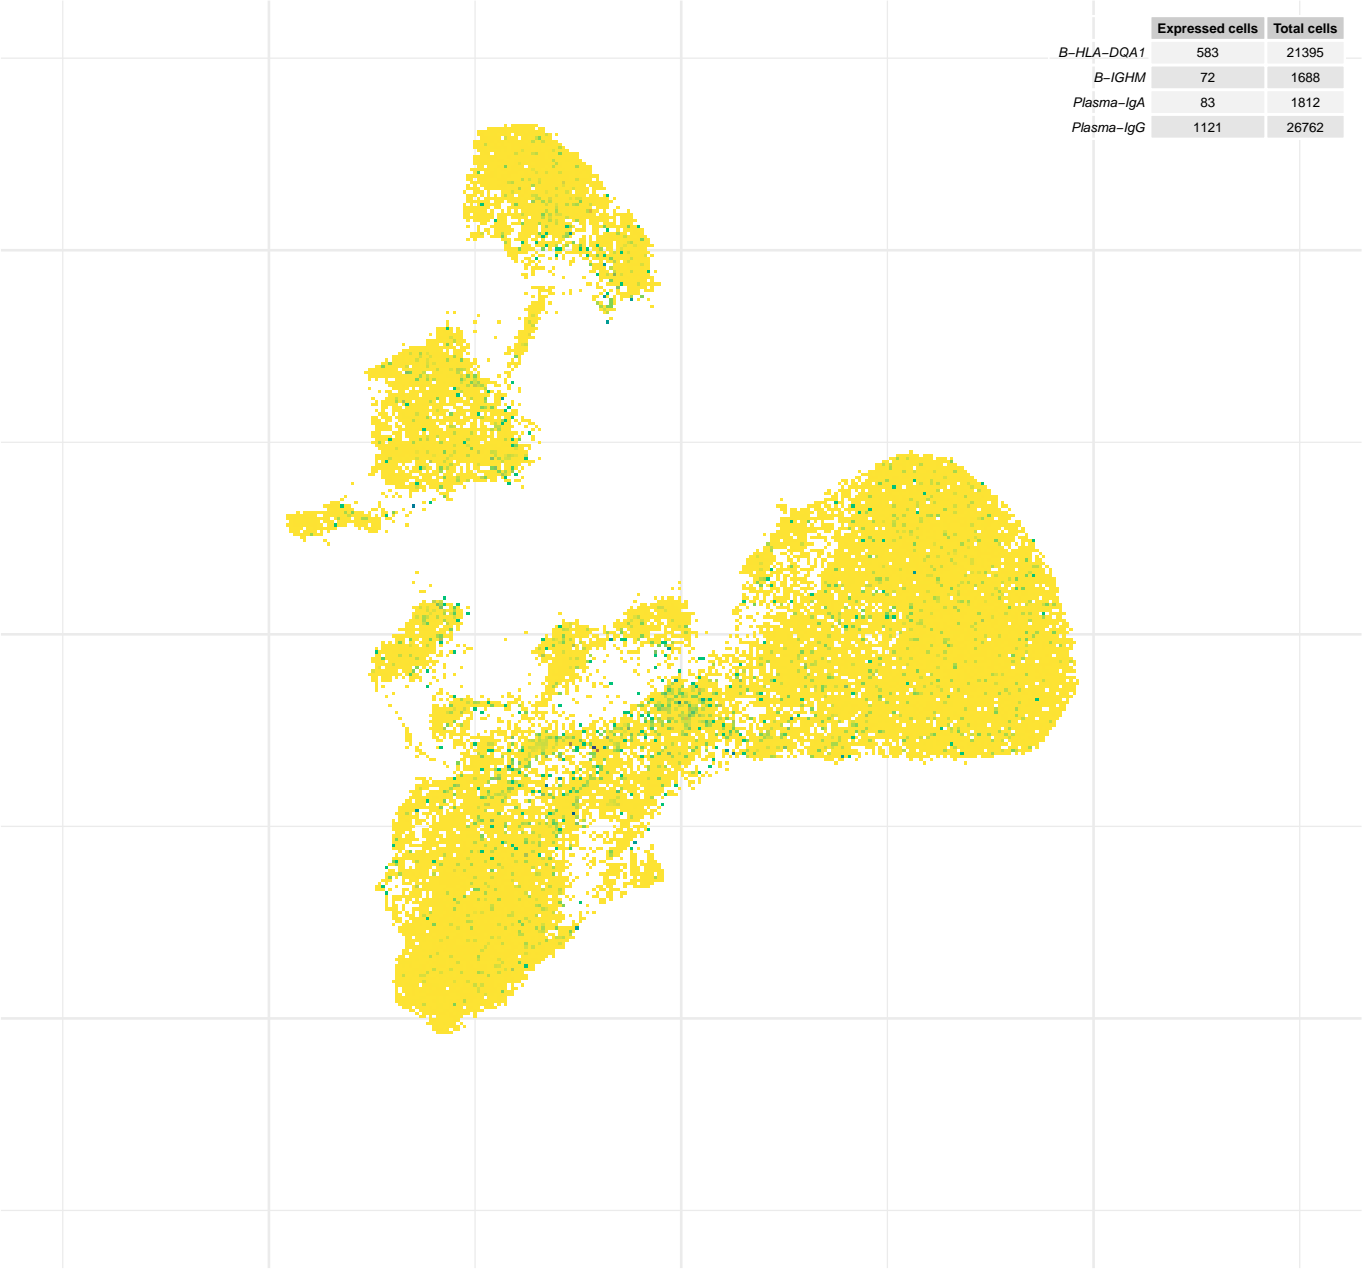 Expressed cells Total cells
B−HLA−DQA1 583 21395
B−IGHM 72 1688
Plasma−IgA 83 1812
Plasma−IgG 1121 26762